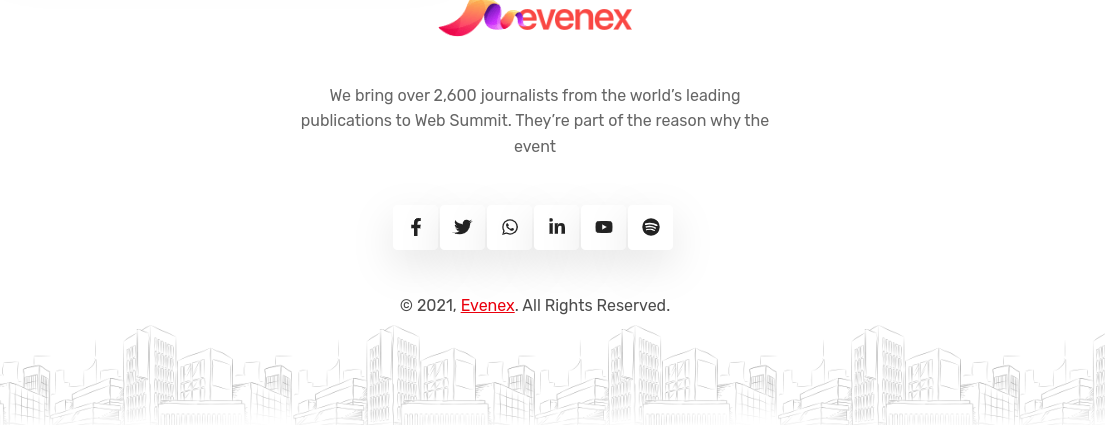 evenex
We bring over 2,600 journalists from the world’s leading
publications to Web Summit. They’re part of the reason why the
event
© 2021, Evenex. All Rights Reserved.